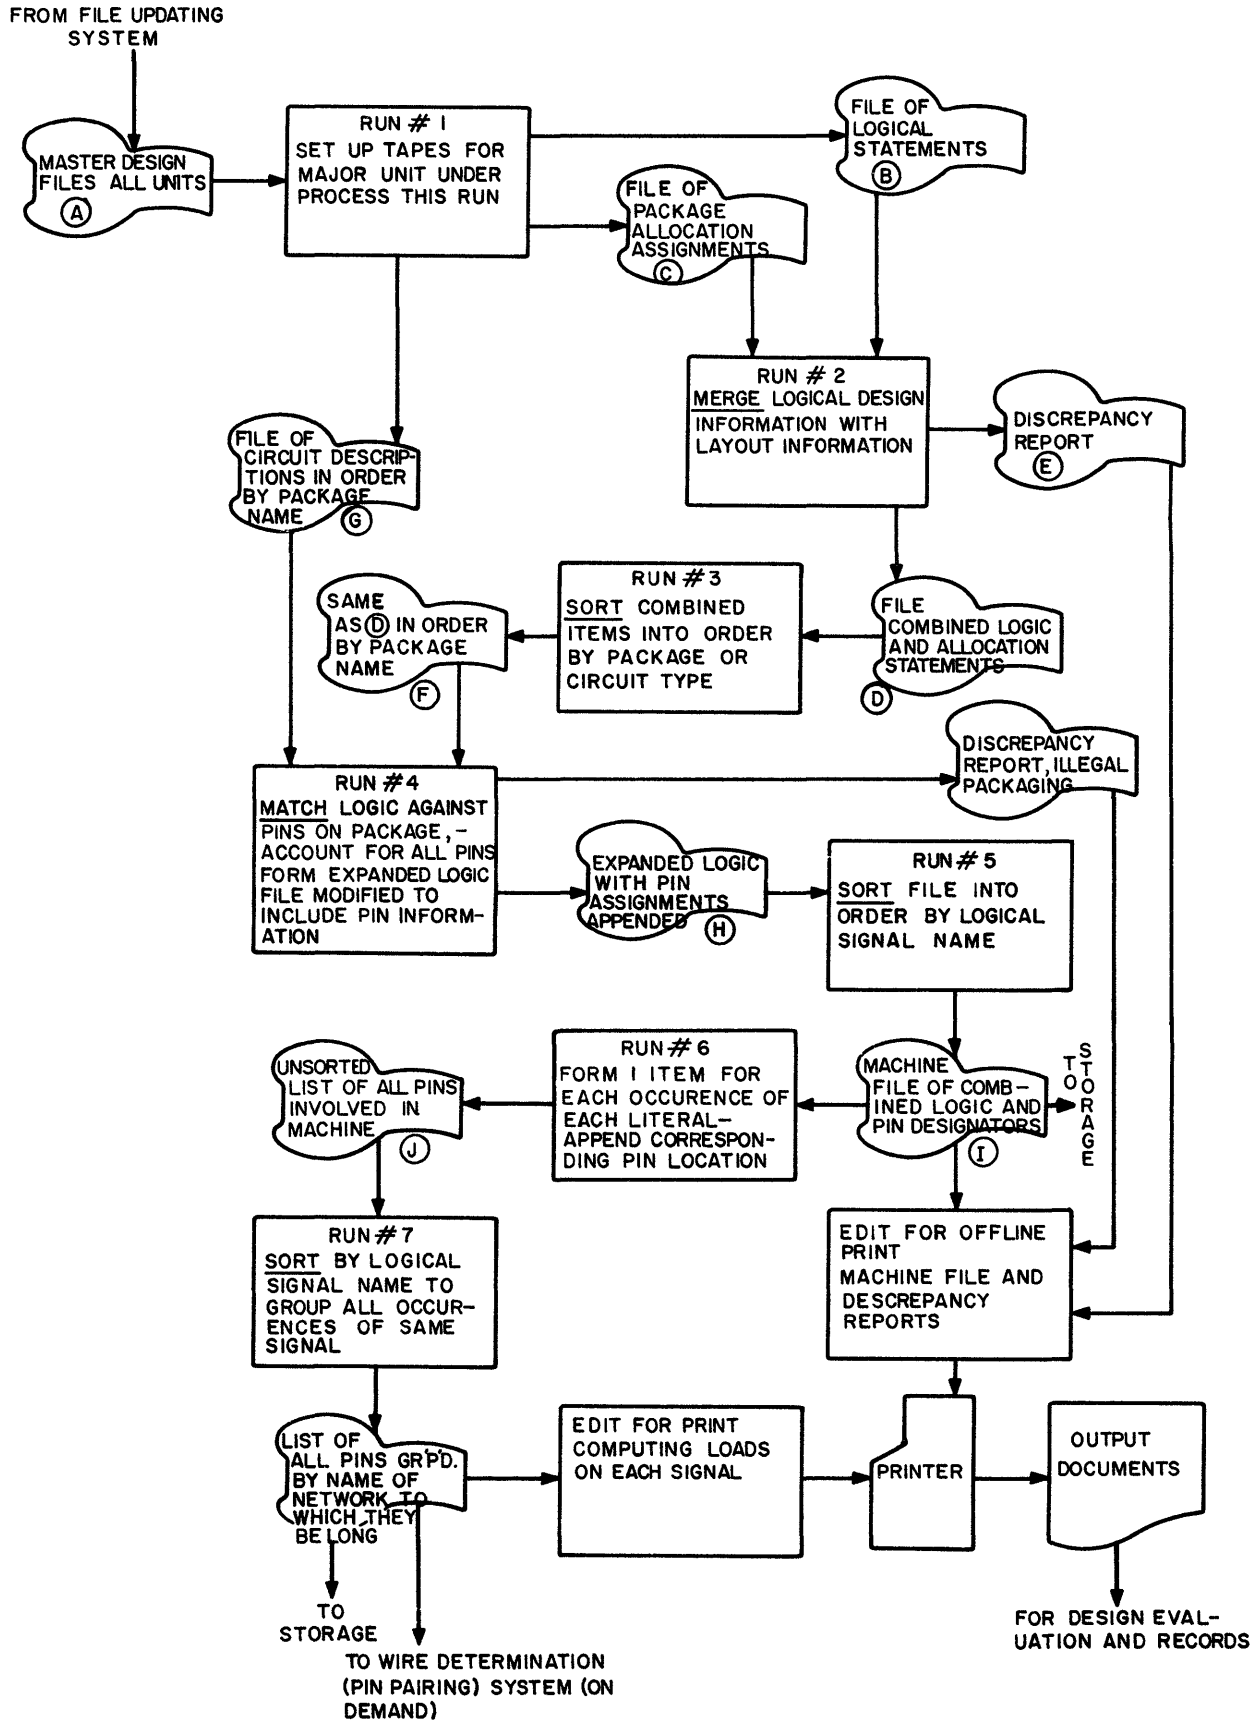 FROM FILE UPDATING
SYSTEM
MASTER DESIGN
FILES ALL UNITS
A
RUN # 1
SET UP TAPES FOR
MAJOR UNIT UNDER
PROCESS THIS RUN
FILE OF
LOGICAL
STATEMENTS
B
FILE OF
PACKAGE
ALLOCATION
ASSIGNMENTS
C
RUN # 2
MERGE LOGICAL DESIGN
INFORMATION WITH
LAYOUT INFORMATION
DISCREPANCY
REPORT
E
FILE OF
CIRCUIT DESCRIP-
TIONS IN ORDER
BY PACKAGE
NAME
G
SAME
AS D IN ORDER
BY PACKAGE
NAME
F
RUN # 3
SORT COMBINED
ITEMS INTO ORDER
BY PACKAGE OR
CIRCUIT TYPE
FILE
COMBINED LOGIC
AND ALLOCATION
STATEMENTS
D
DISCREPANCY
REPORT, ILLEGAL
PACKAGING
RUN #4
MATCH LOGIC AGAINST
PINS ON PACKAGE,-
ACCOUNT FOR ALL PINS
FORM EXPANDED LOGIC
FILE MODIFIED TO
INCLUDE PIN INFORM-
ATION
EXPANDED LOGIC
WITH PIN
ASSIGNMENTS
APPENDED
H
RUN # 5
SORT FILE INTO
ORDER BY LOGICAL
SIGNAL NAME
UNSORTED
LIST OF ALL PINS
INVOLVED IN
MACHINE
J
RUN # 6
FORM 1 ITEM FOR
EACH OCCURENCE OF
EACH LITERAL-
APPEND CORRESPON-
DING PIN LOCATION
MACHINE
FILE OF COMB-
INED LOGIC AND
PIN DESIGNATORS
I
TO
STORAGE
RUN # 7
SORT BY LOGICAL
SIGNAL NAME TO
GROUP ALL OCCUR-
ENCES OF SAME
SIGNAL
EDIT FOR OFFLINE
PRINT
MACHINE FILE AND
DESCREPANCY
REPORTS
LIST OF
ALL PINS GR'P'D.
BY NAME OF
NETWORK TO
WHICH THEY
BE LONG
EDIT FOR PRINT
COMPUTING LOADS
ON EACH SIGNAL
PRINTER
OUTPUT
DOCUMENTS
TO
STORAGE
TO WIRE DETERMINATION
(PIN PAIRING) SYSTEM (ON
DEMAND)
FOR DESIGN EVAL-
UATION AND RECORDS